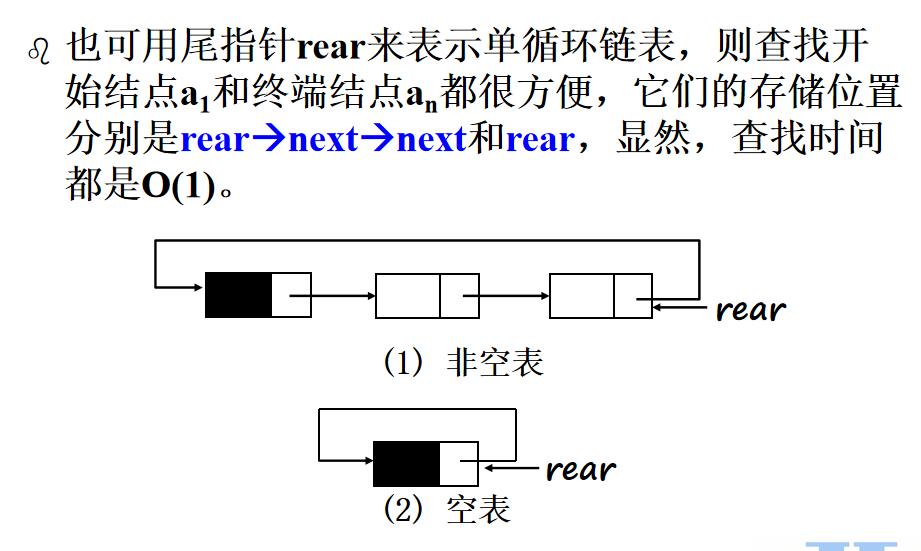 也可用尾指针rear来表示单循环链表，则查找开
始结点a₁和终端结点aₙ都很方便，它们的存储位置
分别是rear→next→next和rear，显然，查找时间
都是O(1)。
rear
(1) 非空表
rear
(2) 空表